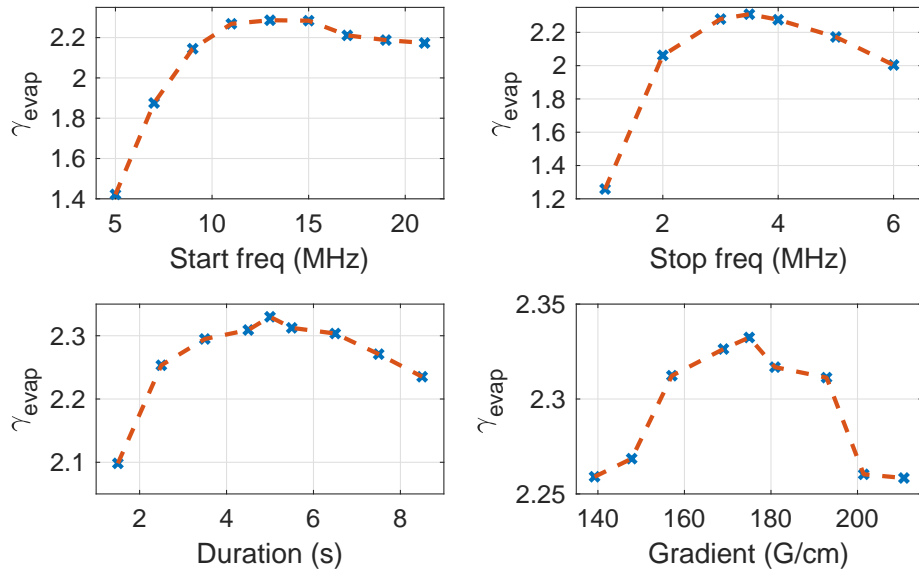 2.2
2
1.8
1.6
1.4
γevap
5 10 15 20
Start freq (MHz)
2.2
2
1.8
1.6
1.4
1.2
γevap
2 4 6
Stop freq (MHz)
2.3
2.2
2.1
γevap
2 4 6 8
Duration (s)
2.35
2.3
2.25
γevap
140 160 180 200
Gradient (G/cm)